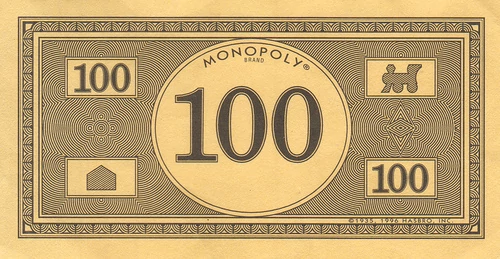 MONOPOLY®
BRAND
100
100
100
©1935, 1996 HASBRO, INC.